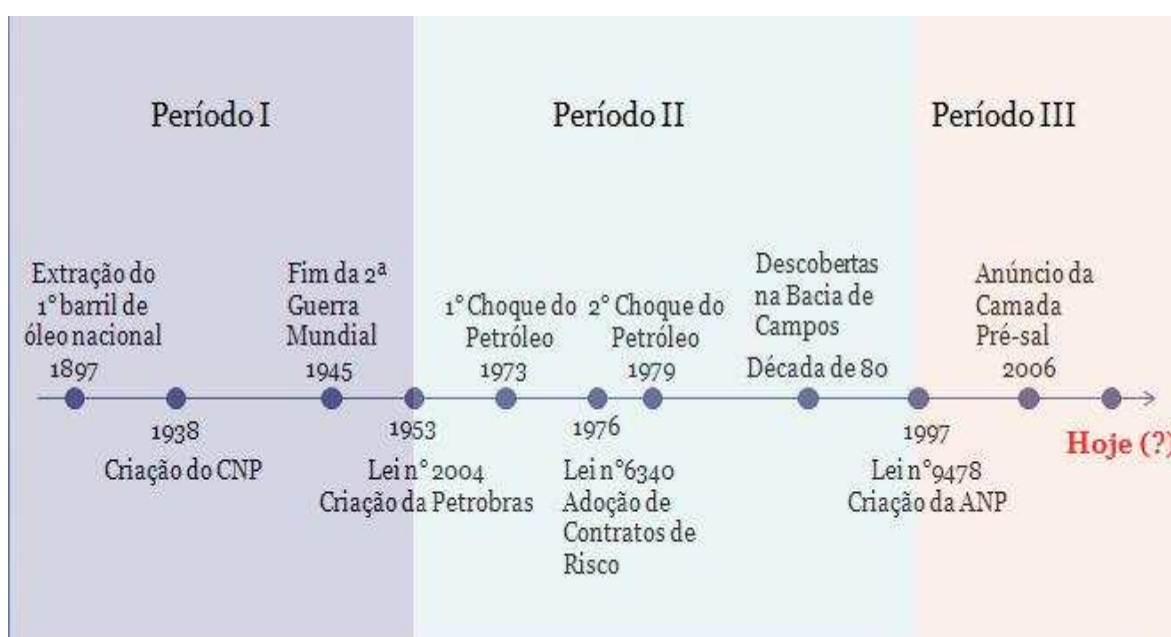 Período I
Período II
Período III
Extração do
1° barril de
óleo nacional
1897
Fim da 2ª
Guerra
Mundial
1945
1° Choque do
Petróleo
1973
2° Choque do
Petróleo
1979
Descobertas
na Bacia de
Campos
Década de 80
Anúncio da
Camada
Pré-sal
2006
1938
Criação do CNP
1953
Lei n° 2004
Criação da Petrobras
1976
Lei n°6340
Adoção de
Contratos de
Risco
1997
Lei n°9478
Criação da ANP
Hoje (?)